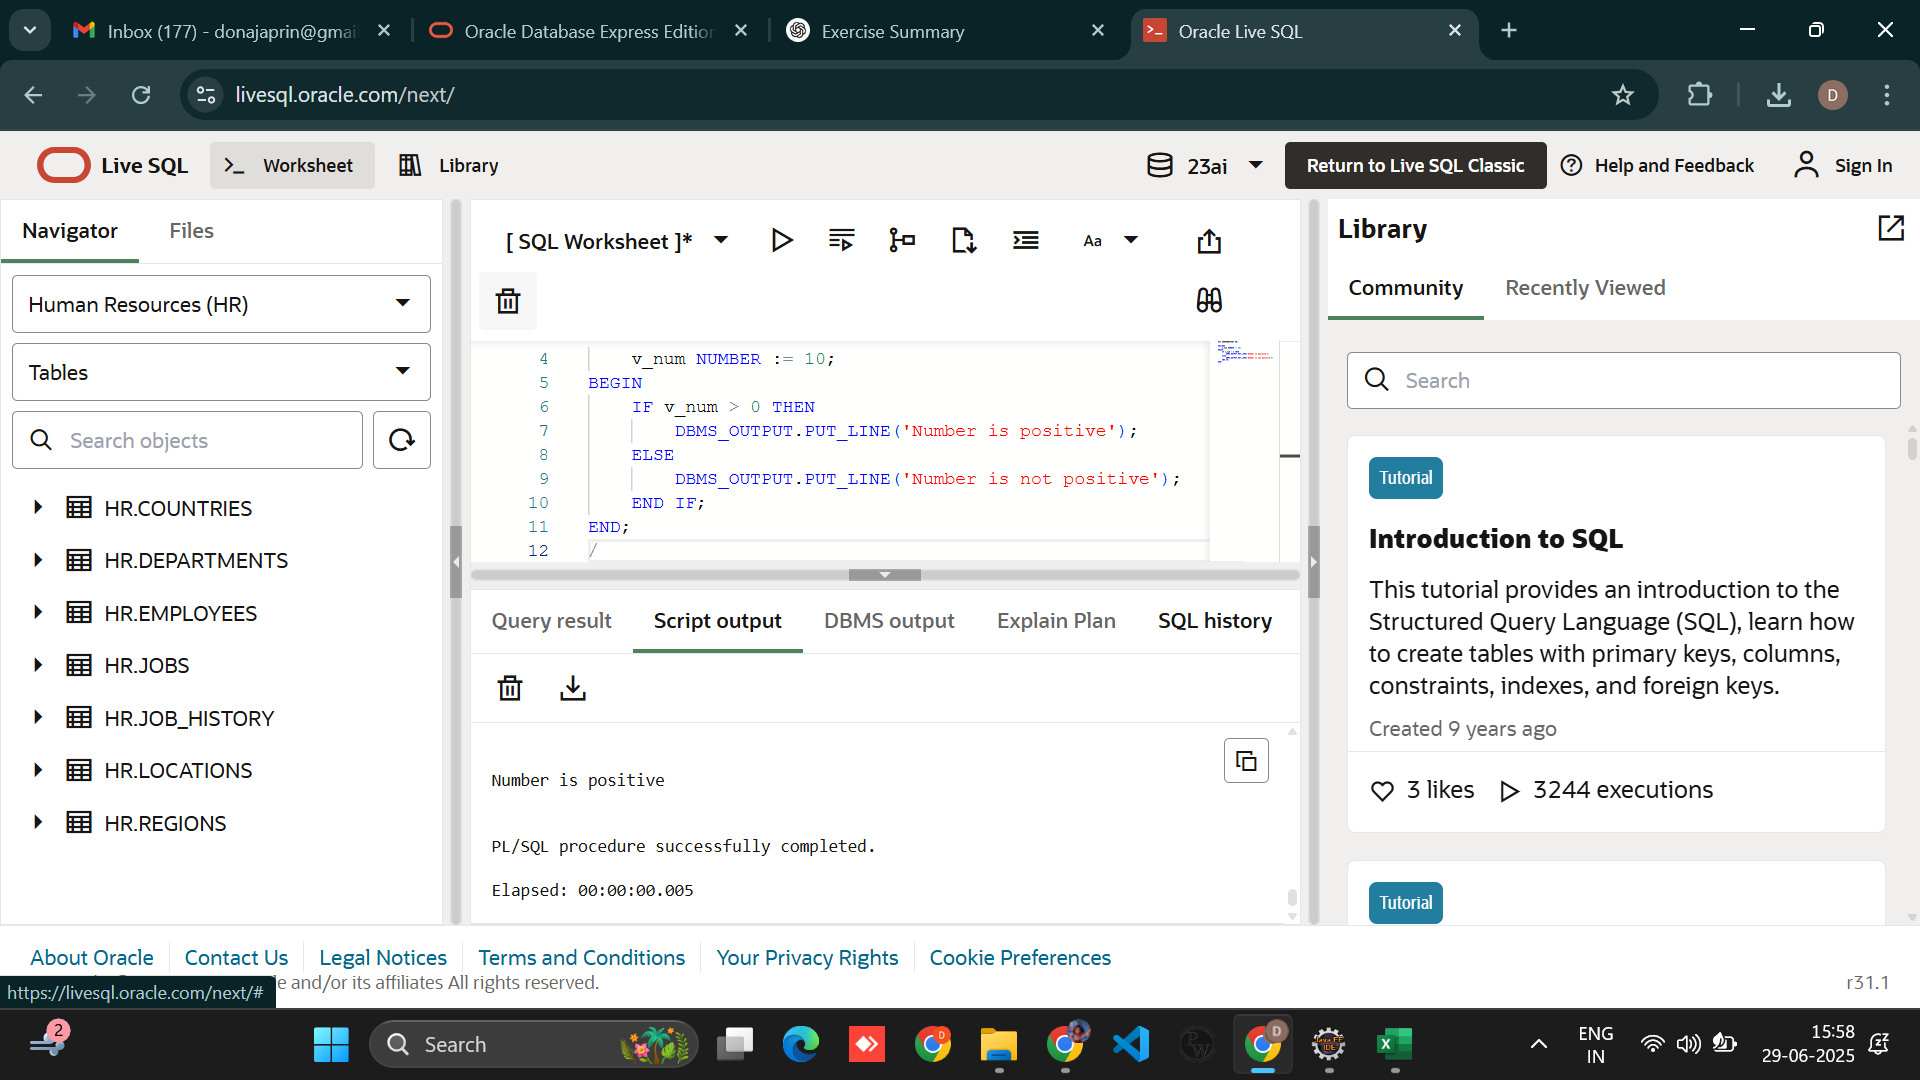 Inbox (177) - donajaprin@gmai
Oracle Database Express Edition
Exercise Summary
Oracle Live SQL
livesql.oracle.com/next/
D
Live SQL
Worksheet
Library
23ai
Return to Live SQL Classic
Help and Feedback
Sign In
Navigator
Files
Human Resources (HR)
Tables
Search objects
HR.COUNTRIES
HR.DEPARTMENTS
HR.EMPLOYEES
HR.JOBS
HR.JOB_HISTORY
HR.LOCATIONS
HR.REGIONS
[ SQL Worksheet ]*
Aa
4 v_num NUMBER := 10;
5 BEGIN
6 IF v_num > 0 THEN
7 DBMS_OUTPUT.PUT_LINE('Number is positive');
8 ELSE
9 DBMS_OUTPUT.PUT_LINE('Number is not positive');
10 END IF;
11 END;
12 /
Query result
Script output
DBMS output
Explain Plan
SQL history
Number is positive
PL/SQL procedure successfully completed.
Elapsed: 00:00:00.005
Library
Community
Recently Viewed
Search
Tutorial
Introduction to SQL
This tutorial provides an introduction to the
Structured Query Language (SQL), learn how
to create tables with primary keys, columns,
constraints, indexes, and foreign keys.
Created 9 years ago
3 likes
3244 executions
Tutorial
About Oracle
Contact Us
Legal Notices
Terms and Conditions
Your Privacy Rights
Cookie Preferences
e and/or its affiliates All rights reserved.
r31.1
https://livesql.oracle.com/next/#
2
Search
D
D
ENG
IN
15:58
29-06-2025